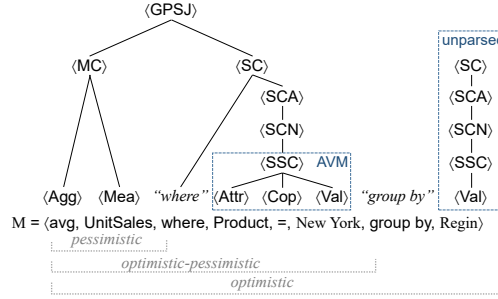 ⟨GPSJ⟩
unparsed
⟨MC⟩ ⟨SC⟩ ⟨SC⟩
⟨SCA⟩ ⟨SCA⟩
⟨SCN⟩ ⟨SCN⟩
⟨SSC⟩ AVM ⟨SSC⟩
⟨Agg⟩ ⟨Mea⟩ “where” ⟨Attr⟩ ⟨Cop⟩ ⟨Val⟩ “group by” ⟨Val⟩
M = ⟨avg, UnitSales, where, Product, =, New York, group by, Regin⟩
pessimistic
optimistic-pessimistic
optimistic